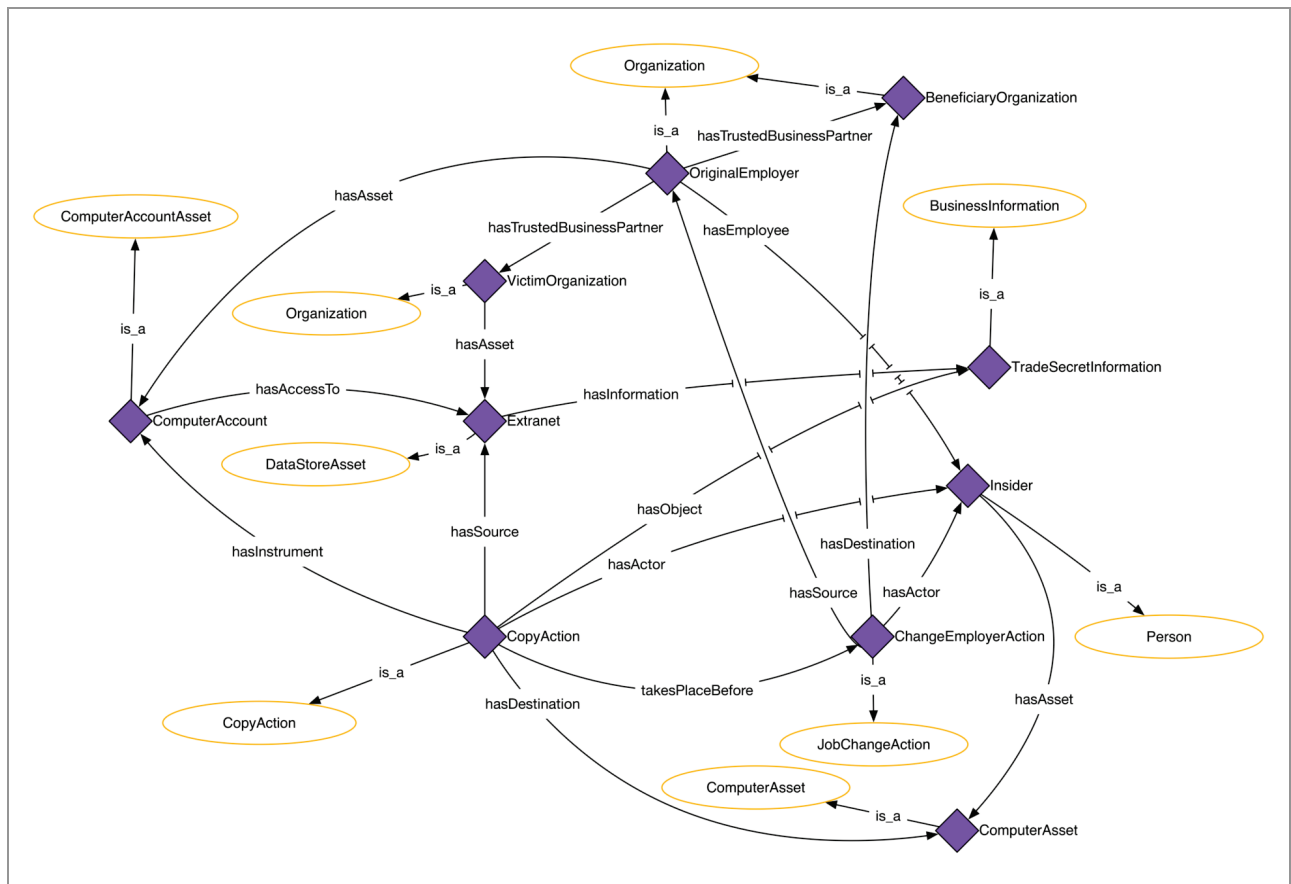 Organization
is_a
BeneficiaryOrganization
is_a
hasTrustedBusinessPartner
OriginalEmployer
hasAsset
ComputerAccountAsset
BusinessInformation
hasTrustedBusinessPartner
hasEmployee
VictimOrganization
is_a
is_a
Organization
is_a
hasAsset
TradeSecretInformation
hasAccessTo
hasInformation
ComputerAccount
Extranet
is_a
DataStoreAsset
Insider
hasObject
hasSource
hasDestination
hasInstrument
hasActor
is_a
hasSource
hasActor
CopyAction
ChangeEmployerAction
Person
is_a
is_a
takesPlaceBefore
hasAsset
hasDestination
CopyAction
JobChangeAction
ComputerAsset
is_a
ComputerAsset